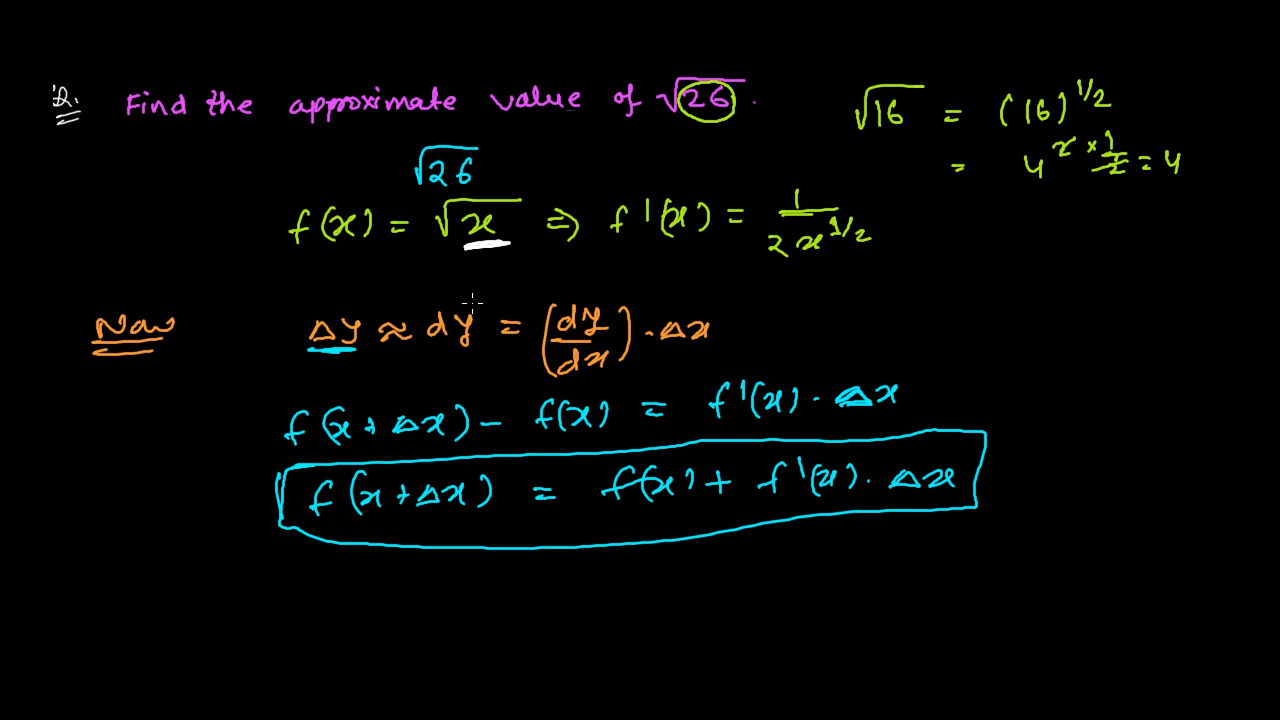 Q. Find the approximate value of √26.
√16 = (16)^1/2
= 4^2 × 1/2 = 4
√26
f(x) = √x ⇒ f'(x) = 1/2x^1/2
Now Δy ≈ dy = (dy/dx) · Δx
f(x + Δx) - f(x) = f'(x) · Δx
f(x + Δx) = f(x) + f'(x) · Δx